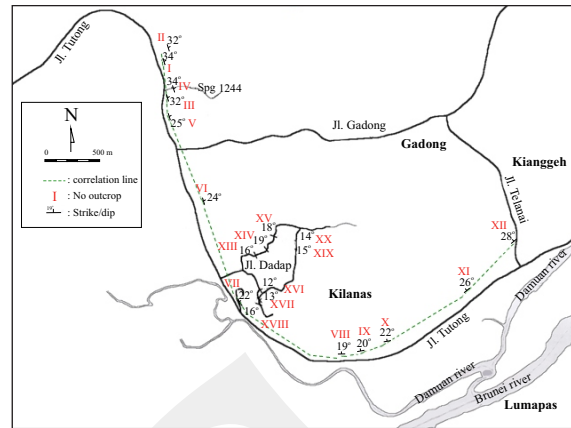 Jl. Tutong
II
32°
34°
I
34°
IV
Spg 1244
32°
III
25°
V
N
0
500 m
: correlation line
I
: No outcrop
: Strike/dip
Jl. Gadong
Gadong
Kianggeh
Jl. Telanai
VI
24°
XV
18°
XIV
19°
XIII
16°
14°
XX
15°
XIX
Jl. Dadap
XII
28°
VII
22°
12°
XVI
13°
XVII
16°
XVIII
Kilanas
XI
26°
VIII
19°
IX
20°
X
22°
Jl. Tutong
Damuan river
Damuan river
Brunei river
Lumapas